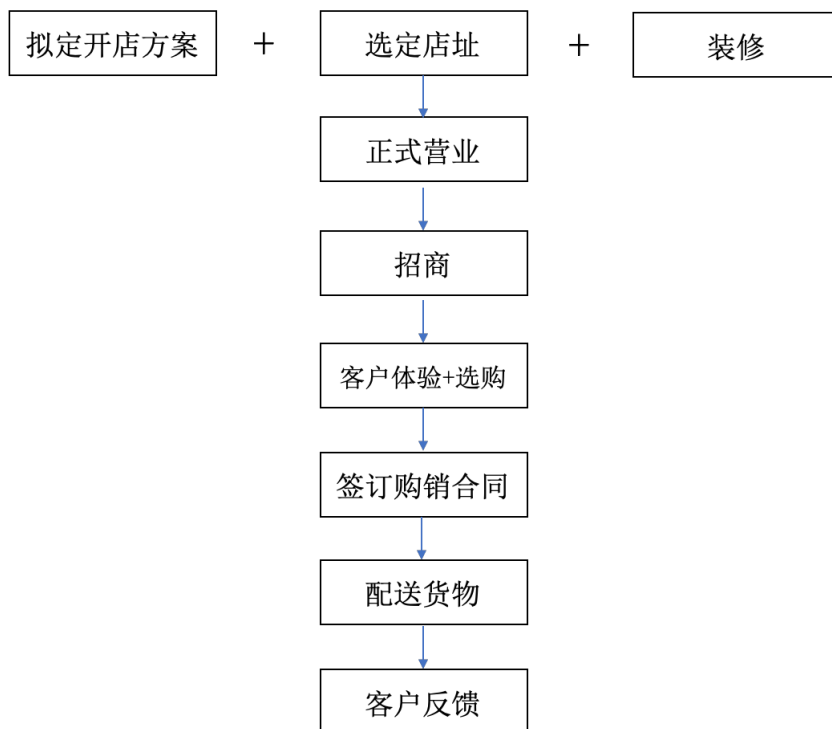 拟定开店方案 + 选定店址 + 装修
正式营业
招商
客户体验+选购
签订购销合同
配送货物
客户反馈